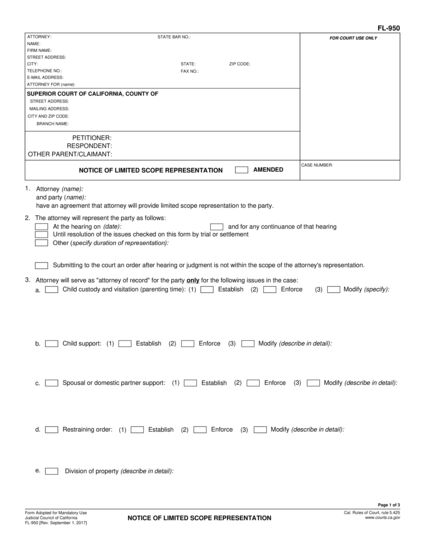 FL-950
ATTORNEY: STATE BAR NO.:
NAME:
FIRM NAME:
STREET ADDRESS:
CITY: STATE: ZIP CODE:
TELEPHONE NO.: FAX NO.:
E-MAIL ADDRESS:
ATTORNEY FOR (name):
FOR COURT USE ONLY
SUPERIOR COURT OF CALIFORNIA, COUNTY OF
STREET ADDRESS:
MAILING ADDRESS:
CITY AND ZIP CODE:
BRANCH NAME:
PETITIONER:
RESPONDENT:
OTHER PARENT/CLAIMANT:
NOTICE OF LIMITED SCOPE REPRESENTATION AMENDED
CASE NUMBER:
1. Attorney (name):
and party (name):
have an agreement that attorney will provide limited scope representation to the party.
2. The attorney will represent the party as follows:
At the hearing on (date): and for any continuance of that hearing
Until resolution of the issues checked on this form by trial or settlement
Other (specify duration of representation):
Submitting to the court an order after hearing or judgment is not within the scope of the attorney's representation.
3. Attorney will serve as "attorney of record" for the party only for the following issues in the case:
a. Child custody and visitation (parenting time): (1) Establish (2) Enforce (3) Modify (specify):
b. Child support: (1) Establish (2) Enforce (3) Modify (describe in detail):
c. Spousal or domestic partner support: (1) Establish (2) Enforce (3) Modify (describe in detail):
d. Restraining order: (1) Establish (2) Enforce (3) Modify (describe in detail):
e. Division of property (describe in detail):
Page 1 of 3
Form Adopted for Mandatory Use
Judicial Council of California
FL-950 [Rev. September 1, 2017]
NOTICE OF LIMITED SCOPE REPRESENTATION
Cal. Rules of Court, rule 5.425
www.courts.ca.gov